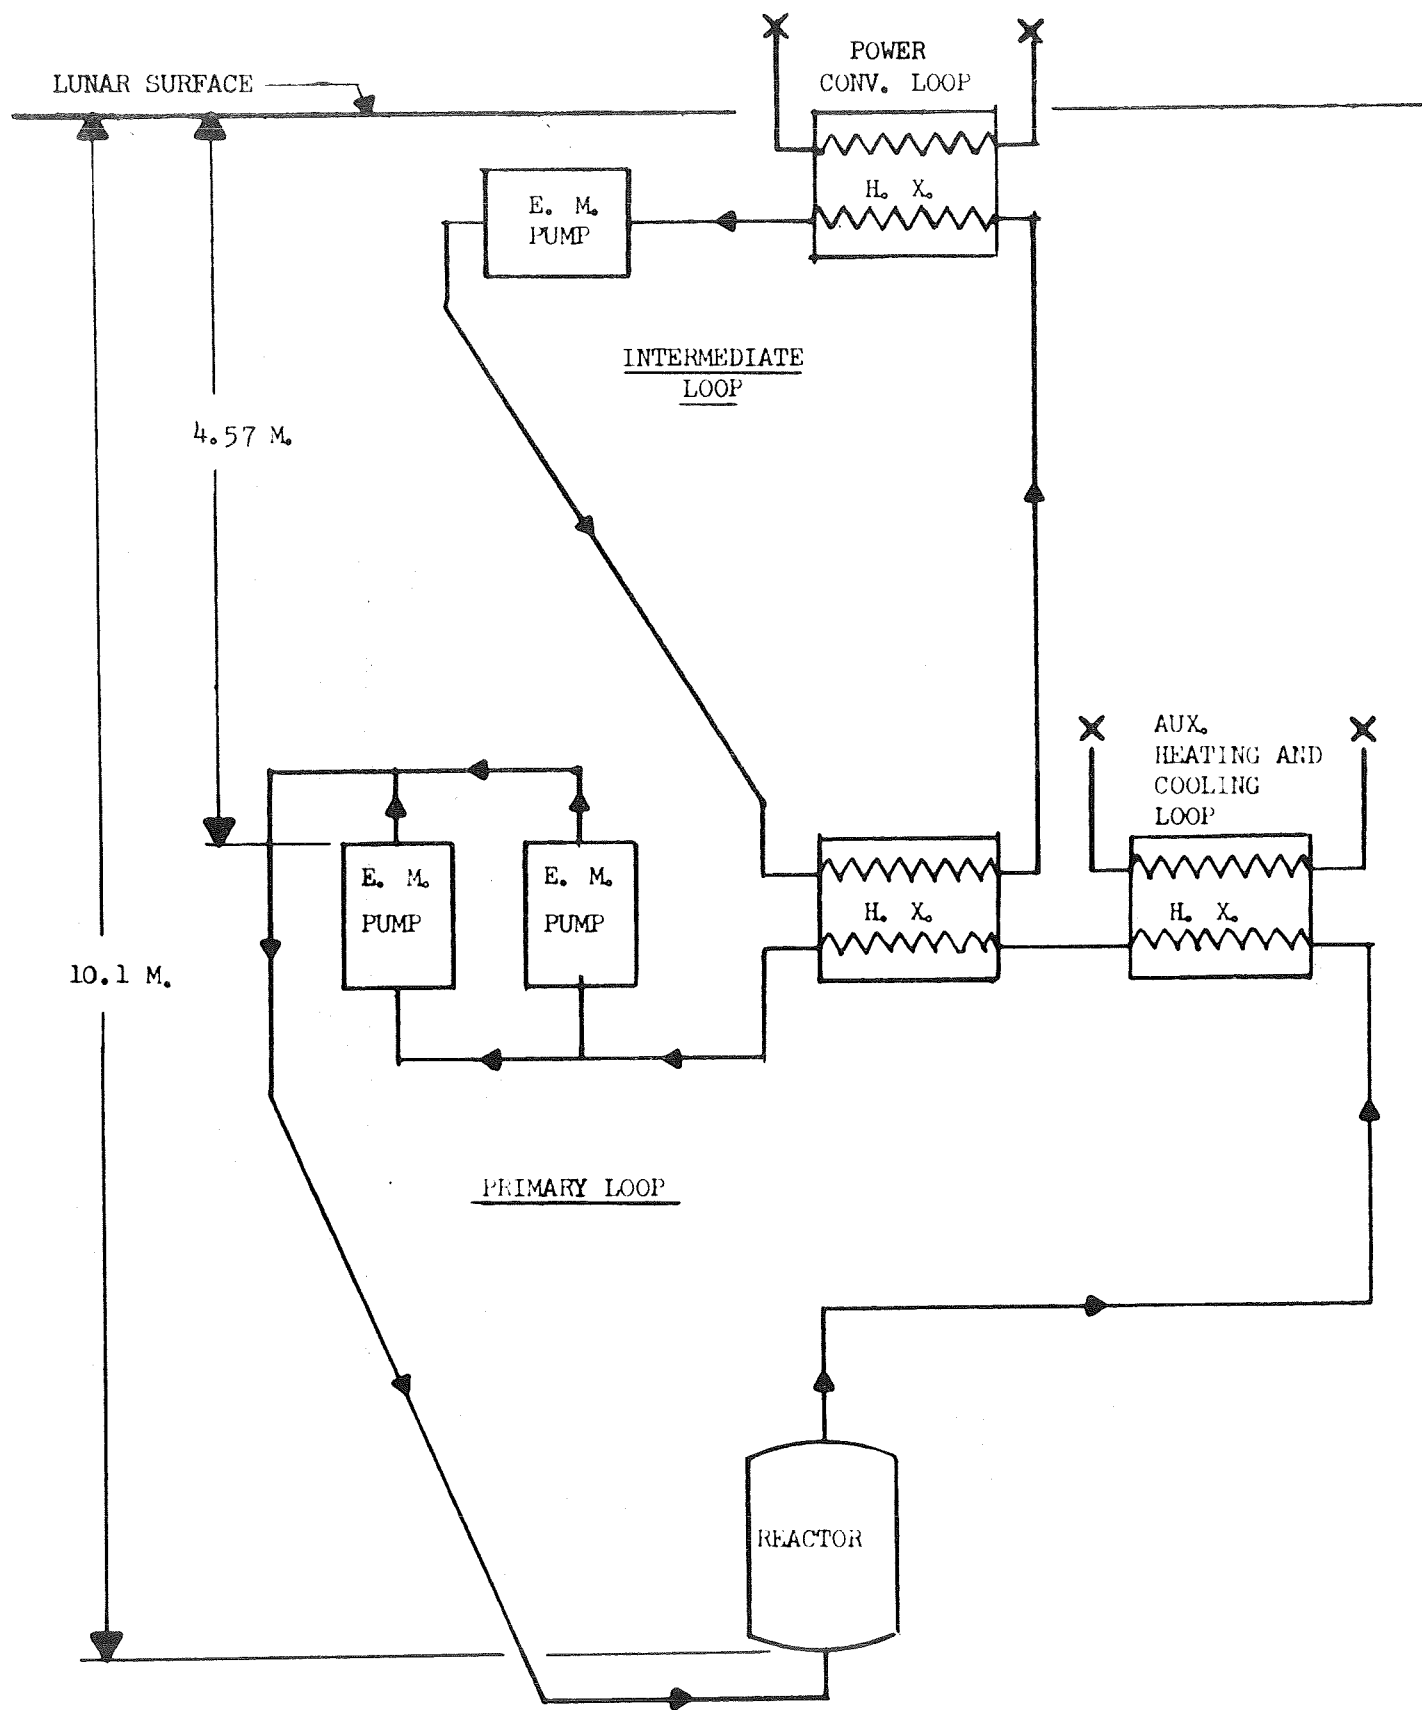 LUNAR SURFACE
POWER
CONV. LOOP
H. X.
E. M.
PUMP
INTERMEDIATE
LOOP
4.57 M.
AUX.
HEATING AND
COOLING
LOOP
E. M.
PUMP
E. M.
PUMP
H. X.
H. X.
10.1 M.
PRIMARY LOOP
REACTOR